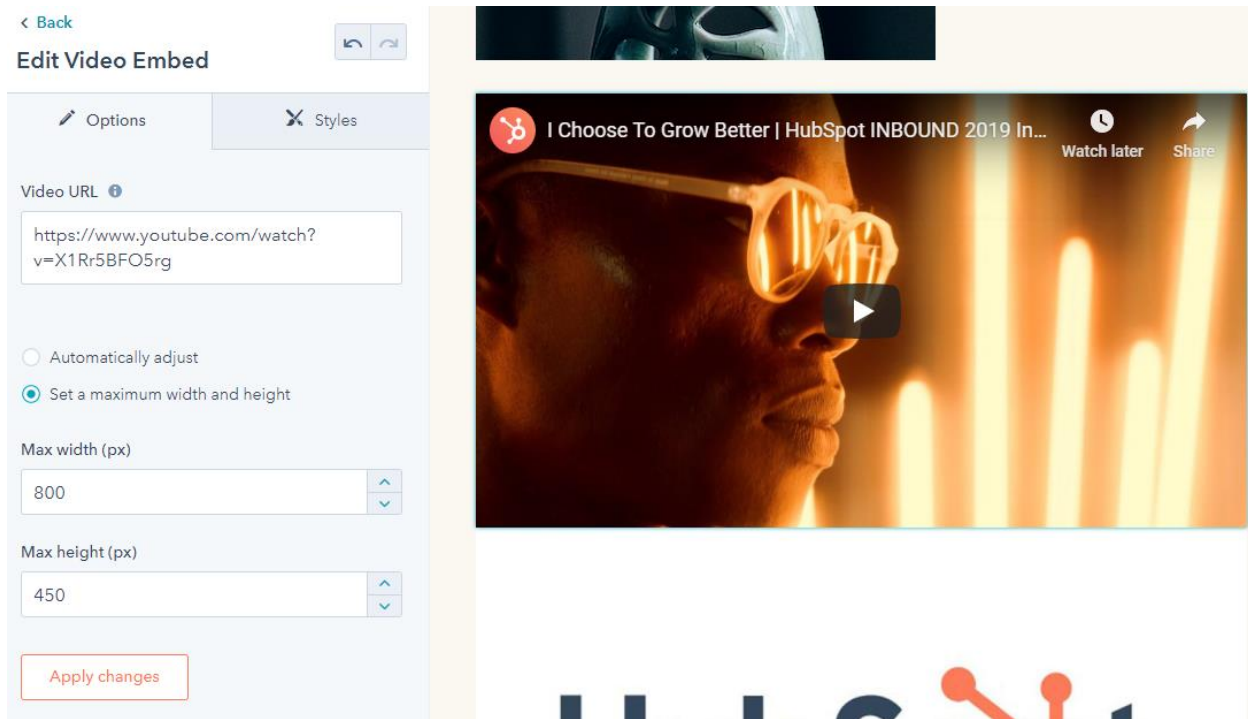 Back
Edit Video Embed
Options
Styles
Video URL
https://www.youtube.com/watch?
v=X1Rr5BFO5rg
Automatically adjust
Set a maximum width and height
Max width (px)
800
Max height (px)
450
Apply changes
I Choose To Grow Better | HubSpot INBOUND 2019 In...
Watch later
Share